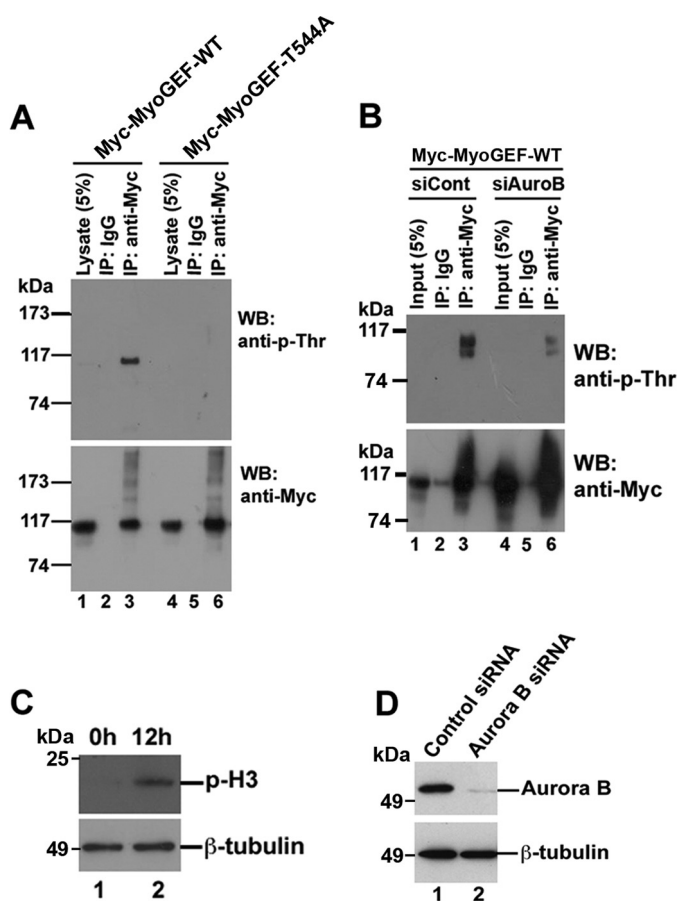 A
Myc-MyoGEF-WT
Myc-MyoGEF-T544A
Lysate (5%)
IP: IgG
IP: anti-Myc
Lysate (5%)
IP: IgG
IP: anti-Myc
kDa
173
117
74
WB:
anti-p-Thr
173
117
74
WB:
anti-Myc
1 2 3 4 5 6
B
Myc-MyoGEF-WT
siCont siAuroB
Input (5%)
IP: IgG
IP: anti-Myc
Input (5%)
IP: IgG
IP: anti-Myc
kDa
117
74
WB:
anti-p-Thr
kDa
117
74
WB:
anti-Myc
1 2 3 4 5 6
C
kDa 0h 12h
25
p-H3
49
β-tubulin
1 2
D
Control siRNA
Aurora B siRNA
kDa
49
Aurora B
49
β-tubulin
1 2